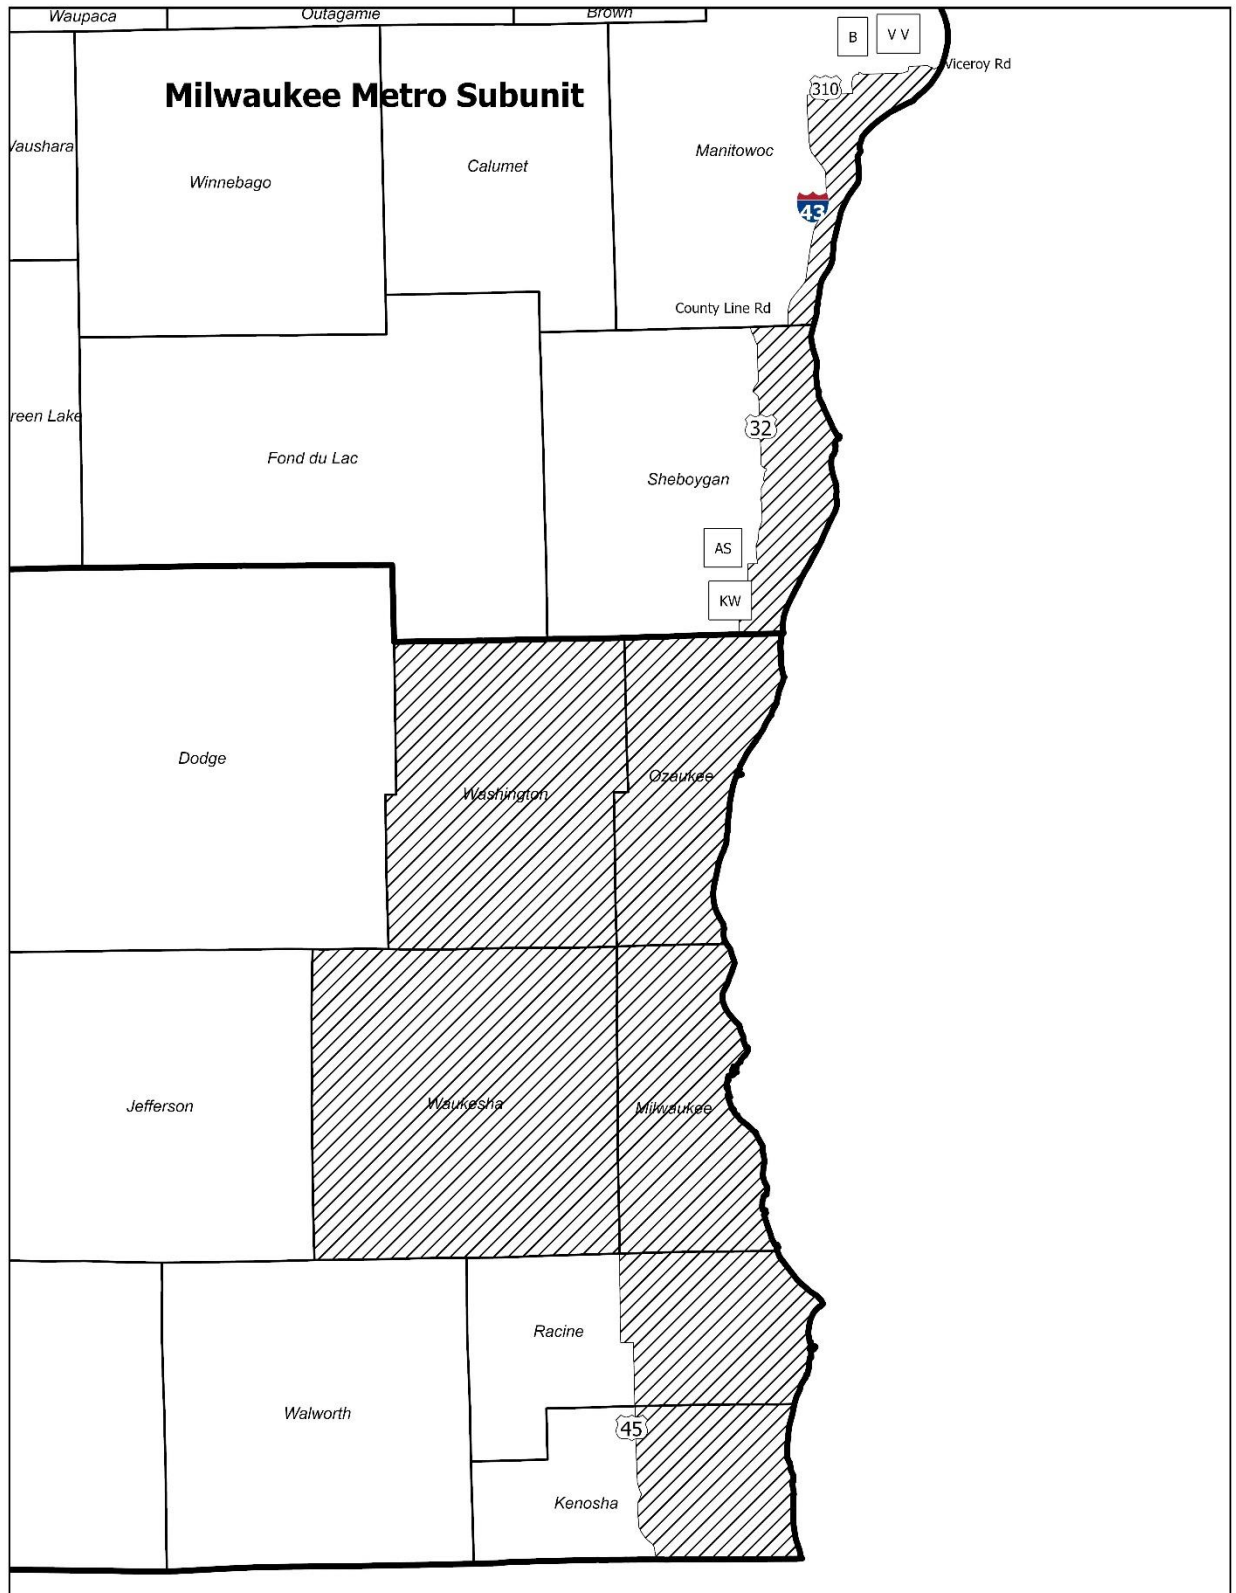 Waupaca
Outagamie
Brown
B
V V
Viceroy Rd
310
Milwaukee Metro Subunit
Vaushara
Winnebago
Calumet
Manitowoc
43
County Line Rd
reen Lake
Fond du Lac
32
Sheboygan
AS
KW
Dodge
Washington
Ozaukee
Jefferson
Waukesha
Milwaukee
Racine
Walworth
45
Kenosha